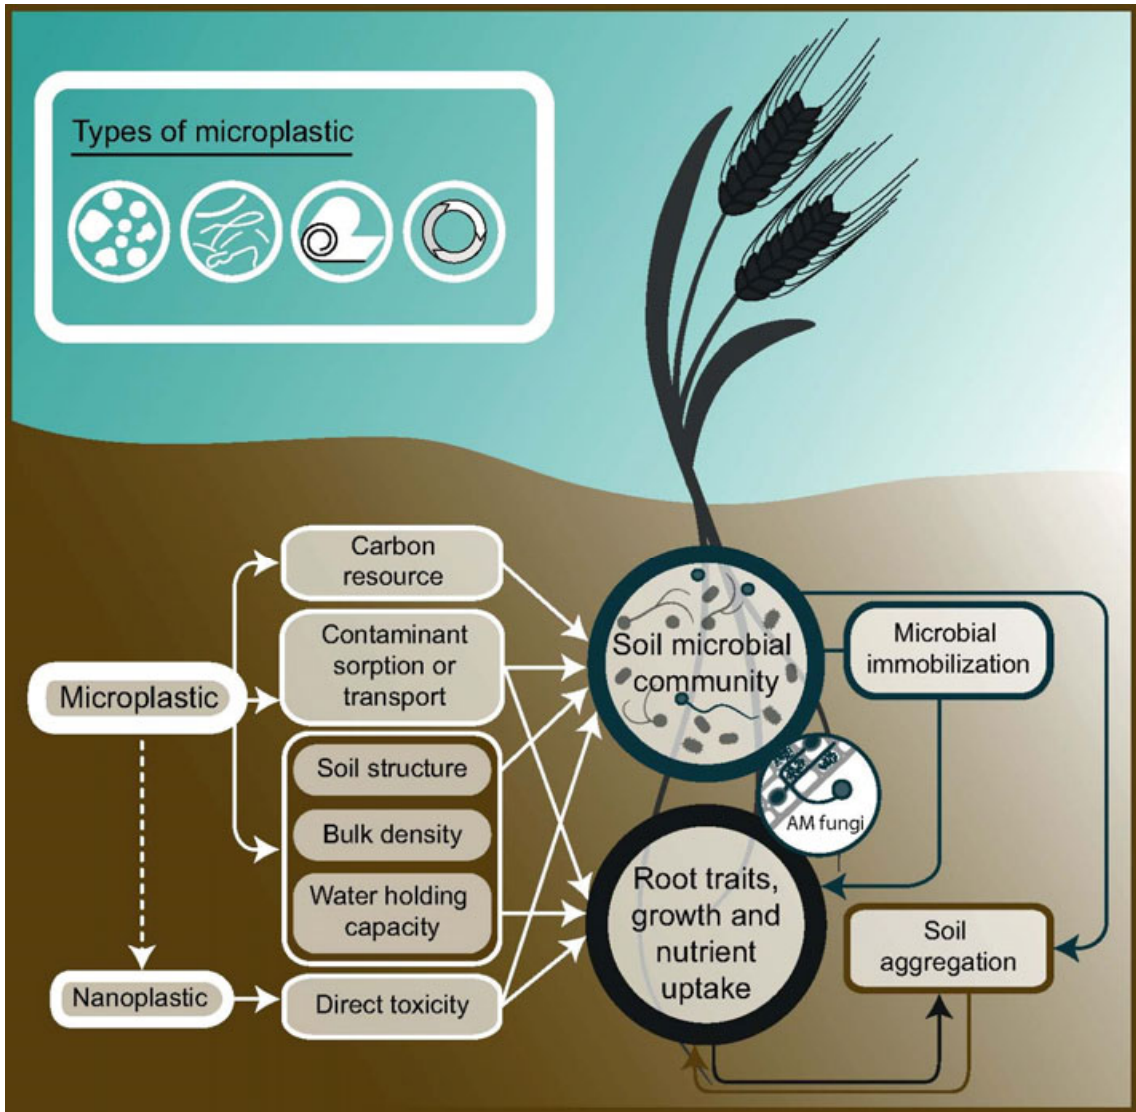 Types of microplastic
Carbon
resource
Contaminant
sorption or
transport
Microplastic
Soil structure
Bulk density
Water holding
capacity
Nanoplastic
Direct toxicity
Soil microbial
community
Microbial
immobilization
AM fungi
Root traits,
growth and
nutrient
uptake
Soil
aggregation